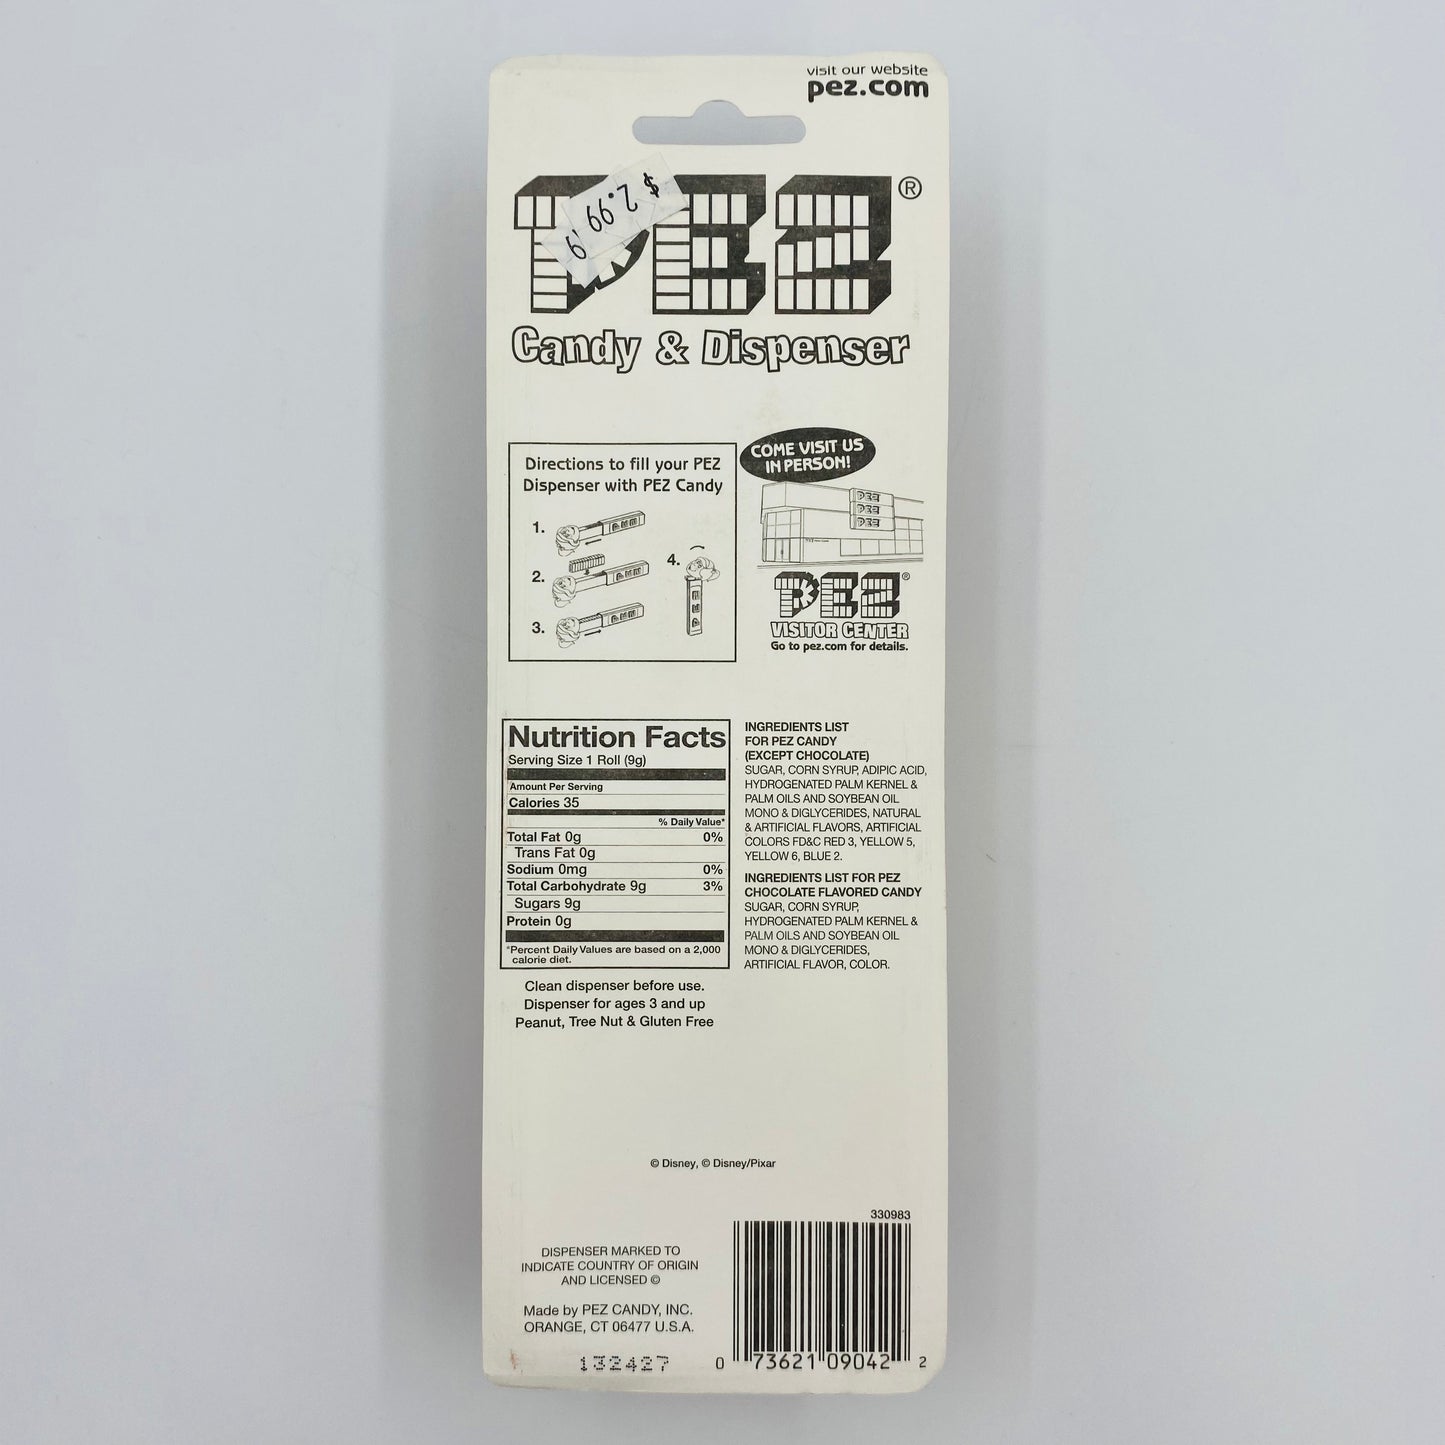 visit our website
pez.com
$ 2.99
PEZ®
Candy & Dispenser
Directions to fill your PEZ
Dispenser with PEZ Candy
1.
2.
3.
4.
COME VISIT US
IN PERSON!
PEZ
PEZ
PEZ
PEZ®
VISITOR CENTER
Go to pez.com for details.
Nutrition Facts
Serving Size 1 Roll (9g)
Amount Per Serving
Calories 35
% Daily Value*
Total Fat 0g 0%
Trans Fat 0g
Sodium 0mg 0%
Total Carbohydrate 9g 3%
Sugars 9g
Protein 0g
*Percent Daily Values are based on a 2,000
calorie diet.
Clean dispenser before use.
Dispenser for ages 3 and up
Peanut, Tree Nut & Gluten Free
INGREDIENTS LIST
FOR PEZ CANDY
(EXCEPT CHOCOLATE)
SUGAR, CORN SYRUP, ADIPIC ACID,
HYDROGENATED PALM KERNEL &
PALM OILS AND SOYBEAN OIL
MONO & DIGLYCERIDES, NATURAL
& ARTIFICIAL FLAVORS, ARTIFICIAL
COLORS FD&C RED 3, YELLOW 5,
YELLOW 6, BLUE 2.
INGREDIENTS LIST FOR PEZ
CHOCOLATE FLAVORED CANDY
SUGAR, CORN SYRUP,
HYDROGENATED PALM KERNEL &
PALM OILS AND SOYBEAN OIL
MONO & DIGLYCERIDES,
ARTIFICIAL FLAVOR, COLOR.
© Disney, © Disney/Pixar
DISPENSER MARKED TO
INDICATE COUNTRY OF ORIGIN
AND LICENSED ©
Made by PEZ CANDY, INC.
ORANGE, CT 06477 U.S.A.
132427
330983
0 73621 09042 2